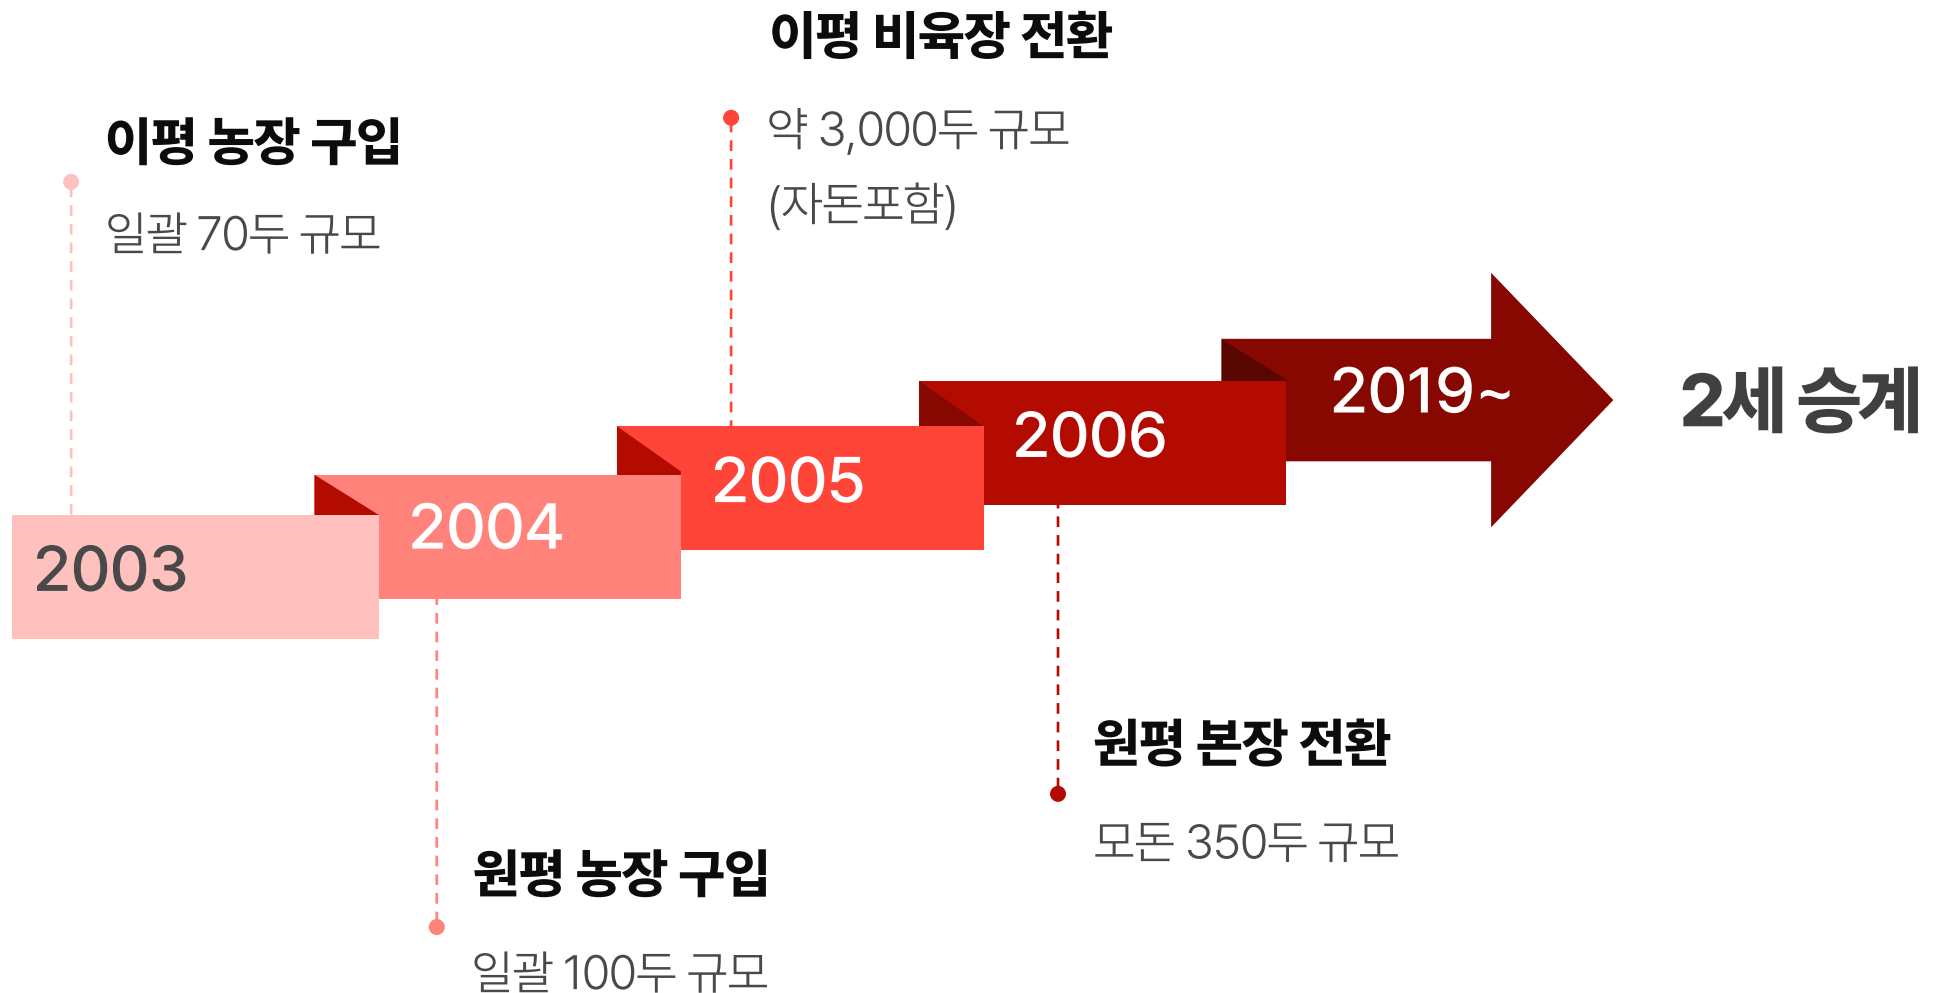 이평 농장 구입
일괄 70두 규모
2003
2004
원평 농장 구입
일괄 100두 규모
이평 비육장 전환
약 3,000두 규모
(자돈포함)
2005
2006
원평 본장 전환
모돈 350두 규모
2019~
2세 승계